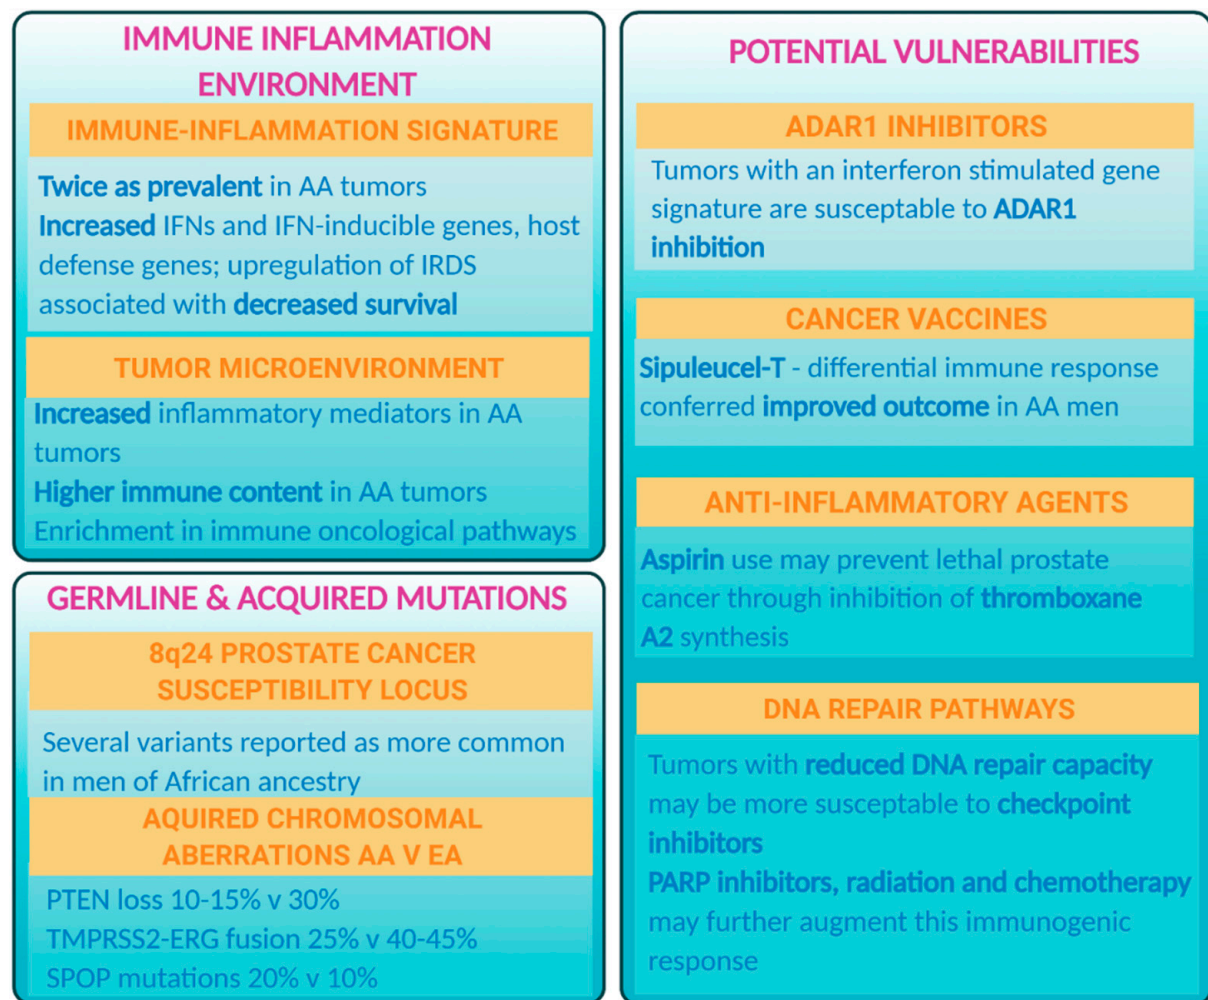 IMMUNE INFLAMMATION
ENVIRONMENT
IMMUNE-INFLAMMATION SIGNATURE
Twice as prevalent in AA tumors
Increased IFNs and IFN-inducible genes, host
defense genes; upregulation of IRDS
associated with decreased survival
TUMOR MICROENVIRONMENT
Increased inflammatory mediators in AA
tumors
Higher immune content in AA tumors
Enrichment in immune oncological pathways
GERMLINE & ACQUIRED MUTATIONS
8q24 PROSTATE CANCER
SUSCEPTIBILITY LOCUS
Several variants reported as more common
in men of African ancestry
AQUIRED CHROMOSOMAL
ABERRATIONS AA V EA
PTEN loss 10-15% v 30%
TMPRSS2-ERG fusion 25% v 40-45%
SPOP mutations 20% v 10%
POTENTIAL VULNERABILITIES
ADAR1 INHIBITORS
Tumors with an interferon stimulated gene
signature are susceptable to ADAR1
inhibition
CANCER VACCINES
Sipuleucel-T - differential immune response
conferred improved outcome in AA men
ANTI-INFLAMMATORY AGENTS
Aspirin use may prevent lethal prostate
cancer through inhibition of thromboxane
A2 synthesis
DNA REPAIR PATHWAYS
Tumors with reduced DNA repair capacity
may be more susceptable to checkpoint
inhibitors
PARP inhibitors, radiation and chemotherapy
may further augment this immunogenic
response